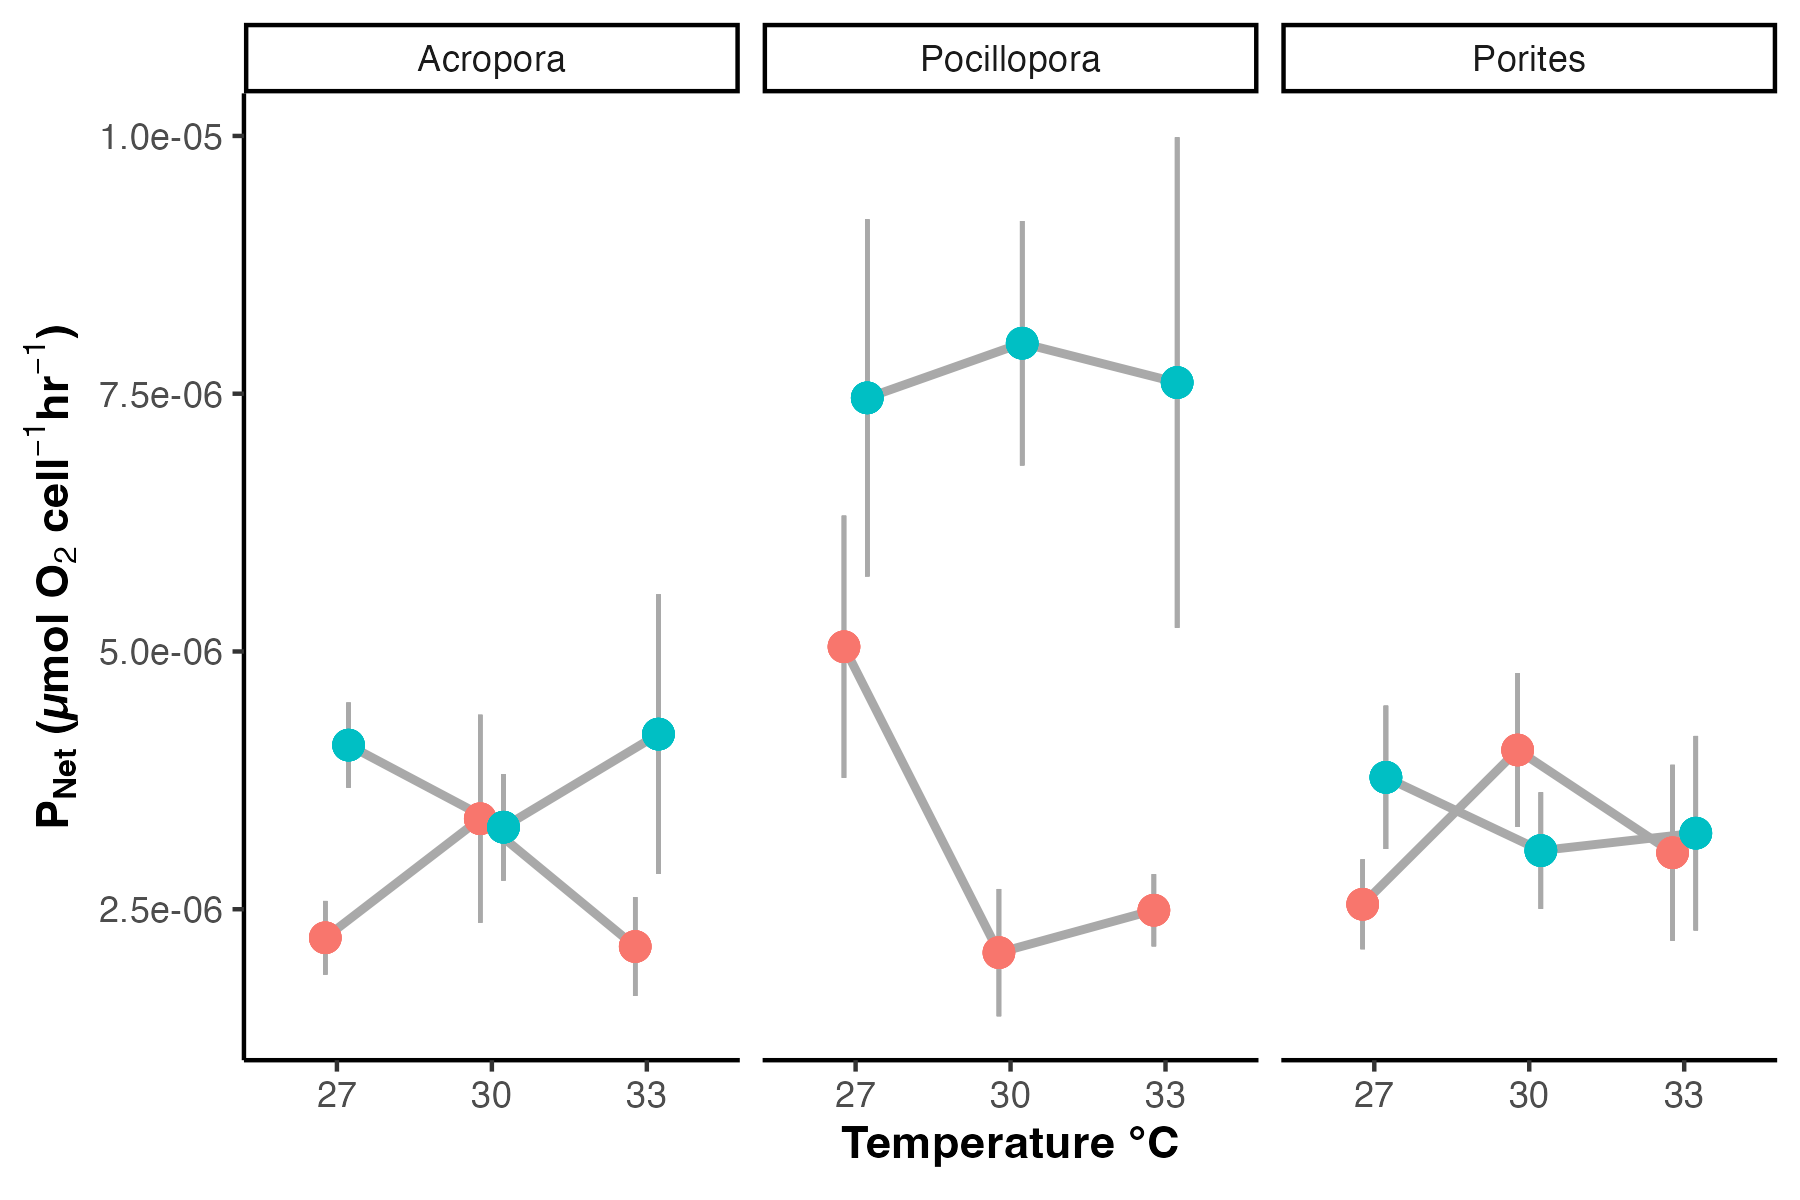 Acropora Pocillopora Porites
1.0e-05
7.5e-06
5.0e-06
2.5e-06
P_Net (μmol O₂ cell⁻¹hr⁻¹)
27 30 33 27 30 33 27 30 33
Temperature °C